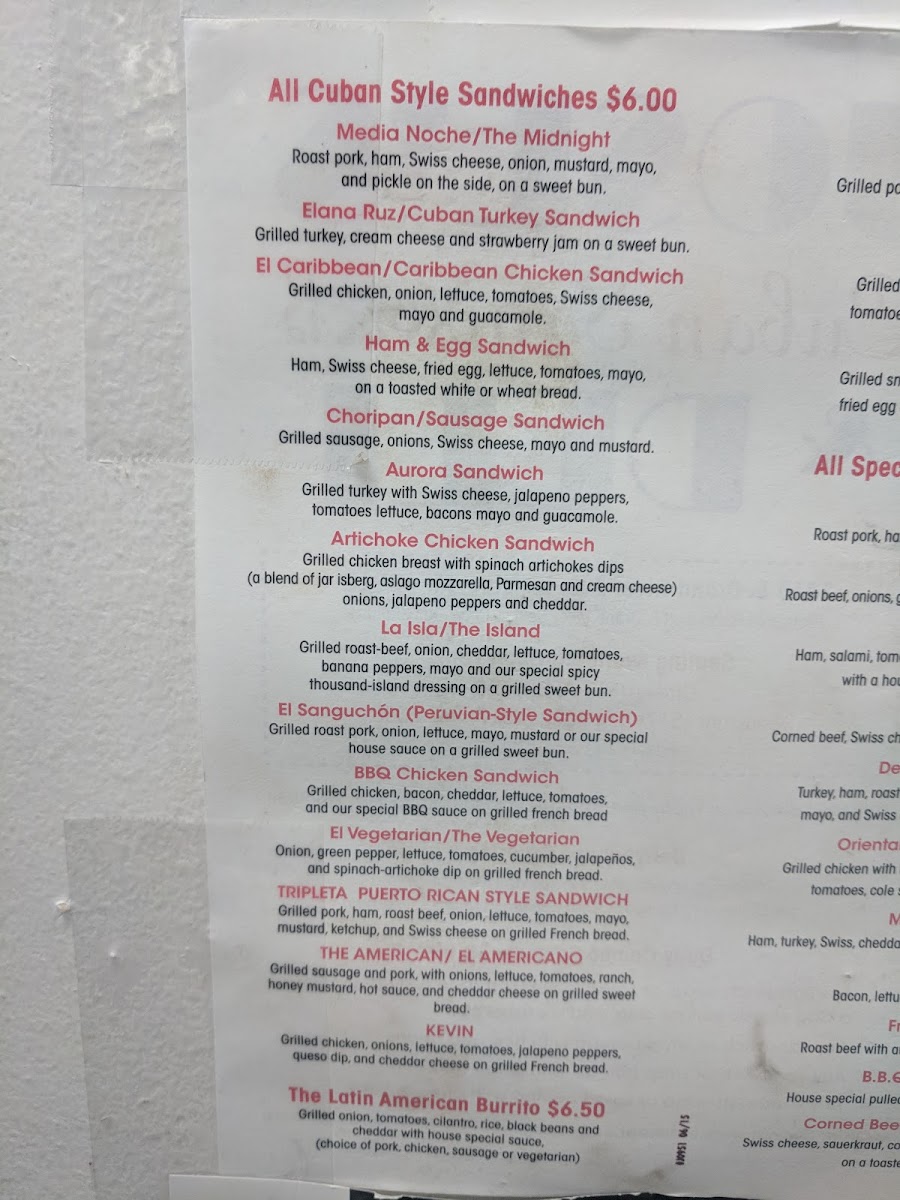 All Cuban Style Sandwiches $6.00
Media Noche/The Midnight
Roast pork, ham, Swiss cheese, onion, mustard, mayo,
and pickle on the side, on a sweet bun.
Elana Ruz/Cuban Turkey Sandwich
Grilled turkey, cream cheese and strawberry jam on a sweet bun.
El Caribbean/Caribbean Chicken Sandwich
Grilled chicken, onion, lettuce, tomatoes, Swiss cheese,
mayo and guacamole.
Ham & Egg Sandwich
Ham, Swiss cheese, fried egg, lettuce, tomatoes, mayo,
on a toasted white or wheat bread.
Choripan/Sausage Sandwich
Grilled sausage, onions, Swiss cheese, mayo and mustard.
Aurora Sandwich
Grilled turkey with Swiss cheese, jalapeno peppers,
tomatoes lettuce, bacons mayo and guacamole.
Artichoke Chicken Sandwich
Grilled chicken breast with spinach artichokes dips
(a blend of jar isberg, aslago mozzarella, Parmesan and cream cheese)
onions, jalapeno peppers and cheddar.
La Isla/The Island
Grilled roast-beef, onion, cheddar, lettuce, tomatoes,
banana peppers, mayo and our special spicy
thousand-island dressing on a grilled sweet bun.
El Sanguchón (Peruvian-Style Sandwich)
Grilled roast pork, onion, lettuce, mayo, mustard or our special
house sauce on a grilled sweet bun.
BBQ Chicken Sandwich
Grilled chicken, bacon, cheddar, lettuce, tomatoes,
and our special BBQ sauce on grilled french bread
El Vegetarian/The Vegetarian
Onion, green pepper, lettuce, tomatoes, cucumber, jalapeños,
and spinach-artichoke dip on grilled french bread.
TRIPLETA PUERTO RICAN STYLE SANDWICH
Grilled pork, ham, roast beef, onion, lettuce, tomatoes, mayo,
mustard, ketchup, and Swiss cheese on grilled French bread.
THE AMERICAN/ EL AMERICANO
Grilled sausage and pork, with onions, lettuce, tomatoes, ranch,
honey mustard, hot sauce, and cheddar cheese on grilled sweet
bread.
KEVIN
Grilled chicken, onions, lettuce, tomatoes, jalapeno peppers,
queso dip, and cheddar cheese on grilled French bread.
The Latin American Burrito $6.50
Grilled onion, tomatoes, cilantro, rice, black beans and
cheddar with house special sauce,
(choice of pork, chicken, sausage or vegetarian)
Grilled
Grilled
tomatoe
Grilled
fried egg
All
Roast pork,
Roast beef, onions,
Ham, salami,
with a
Corned beef, Swiss
Turkey, ham, roast
mayo, and Swiss
Grilled chicken with
tomatoes, cole
Ham, turkey, Swiss,
Bacon,
Roast beef with
B.B.
House special
Corned
Swiss cheese, sauerkraut,
on a